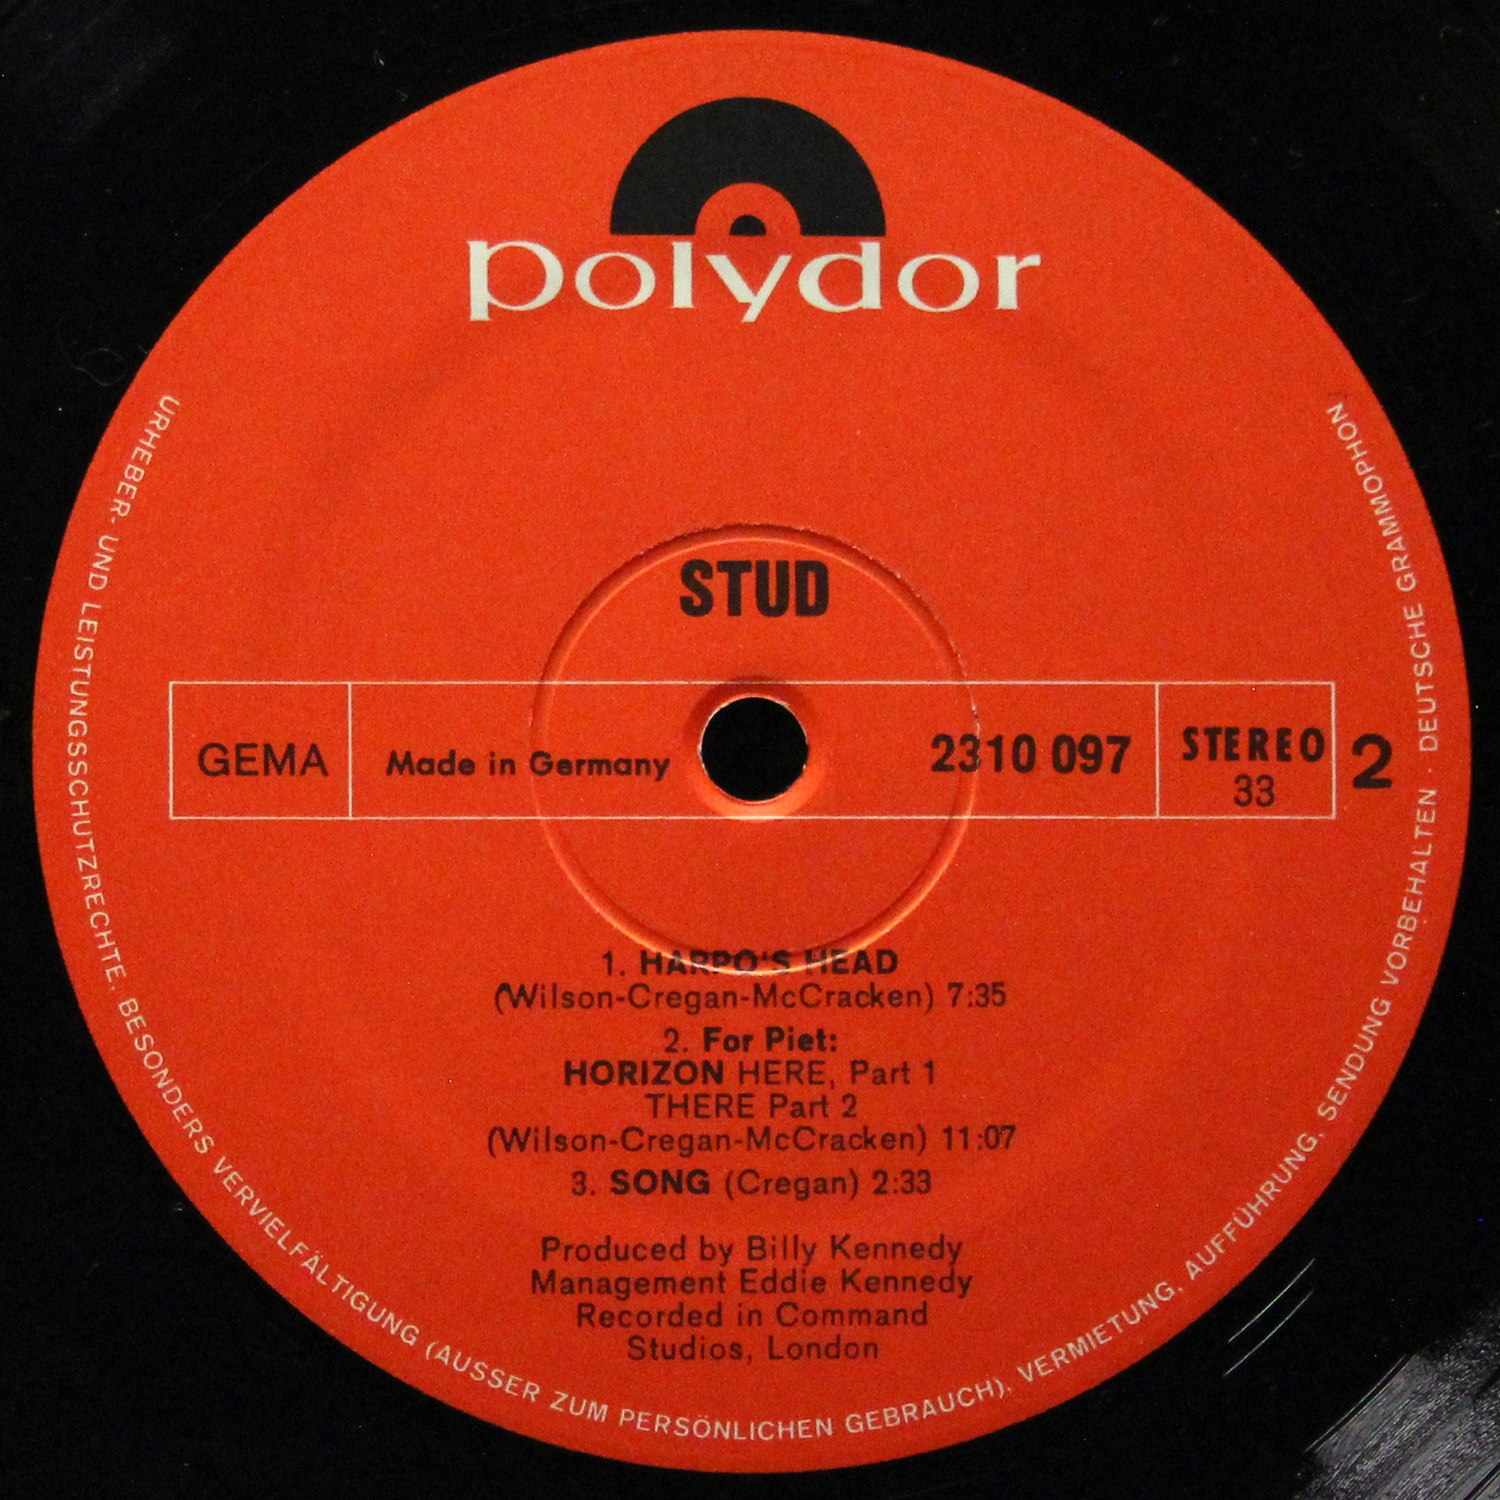 polydor
STUD
GEMA
Made in Germany
2310 097
STEREO
33
2
1. HARPO'S HEAD
(Wilson-Cregan-McCracken) 7:35
2. For Piet:
HORIZON HERE, Part 1
THERE Part 2
(Wilson-Cregan-McCracken) 11:07
3. SONG (Cregan) 2:33
Produced by Billy Kennedy
Management Eddie Kennedy
Recorded in Command
Studios, London
URHEBER- UND LEISTUNGSSCHUTZRECHTE, BESONDERS VERVIELFÄLTIGUNG (AUSSER ZUM PERSÖNLICHEN GEBRAUCH), VERMIETUNG, AUFFÜHRUNG, SENDUNG VORBEHALTEN · DEUTSCHE GRAMMOPHON